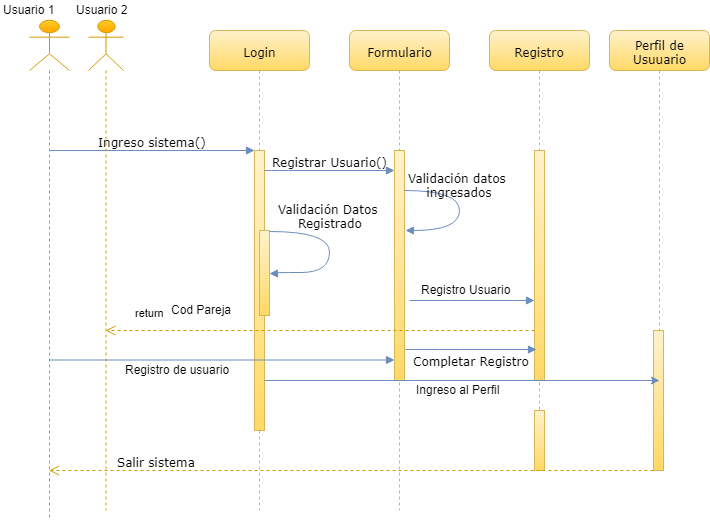 Usuario 1
Usuario 2
Login
Formulario
Registro
Perfil de
Usuuario
Ingreso sistema()
Registrar Usuario()
Validación datos
ingresados
Validación Datos
Registrado
Registro Usuario
return
Cod Pareja
Completar Registro
Registro de usuario
Ingreso al Perfil
Salir sistema